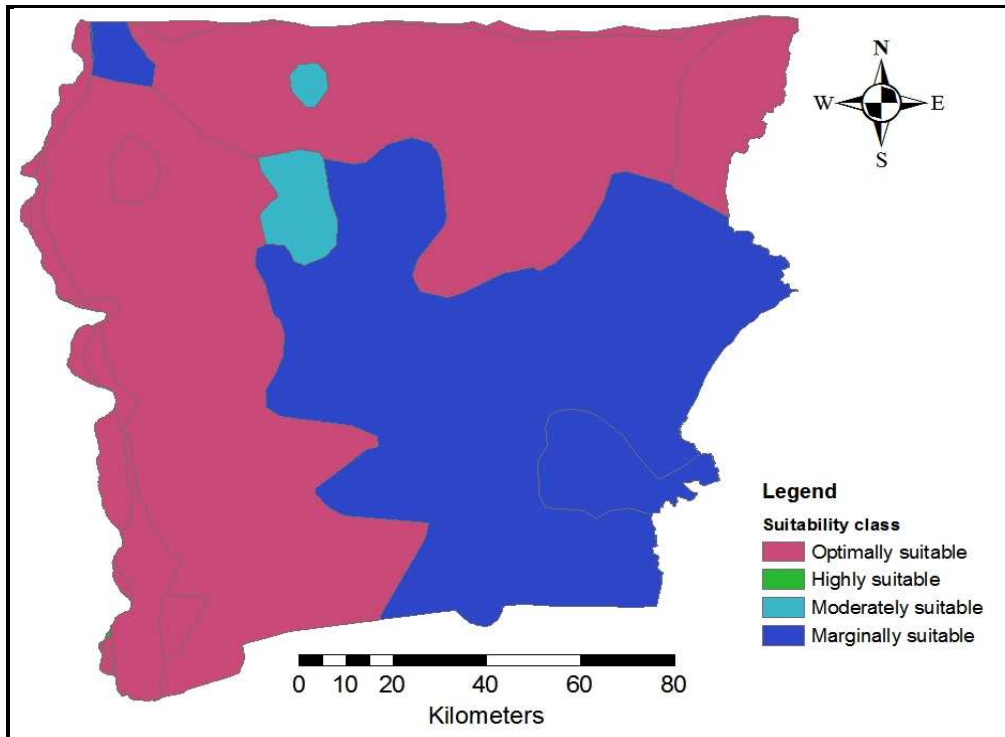 N
W E
S
Legend
Suitability class
Optimally suitable
Highly suitable
Moderately suitable
Marginally suitable
0 10 20 40 60 80
Kilometers